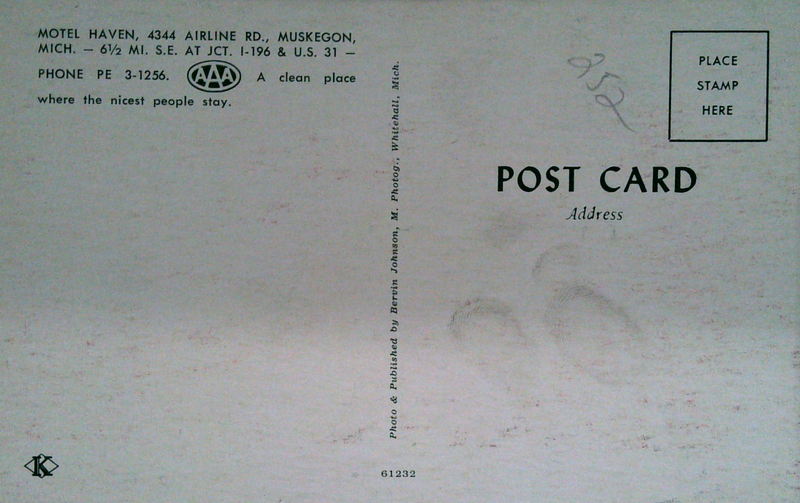 MOTEL HAVEN, 4344 AIRLINE RD., MUSKEGON,
MICH. — 6½ MI. S.E. AT JCT. I-196 & U.S. 31 —
PHONE PE 3-1256. AAA A clean place
where the nicest people stay.
Photo & Published by Bervin Johnson, M. Photog., Whitehall, Mich.
252
PLACE
STAMP
HERE
POST CARD
Address
K
61232